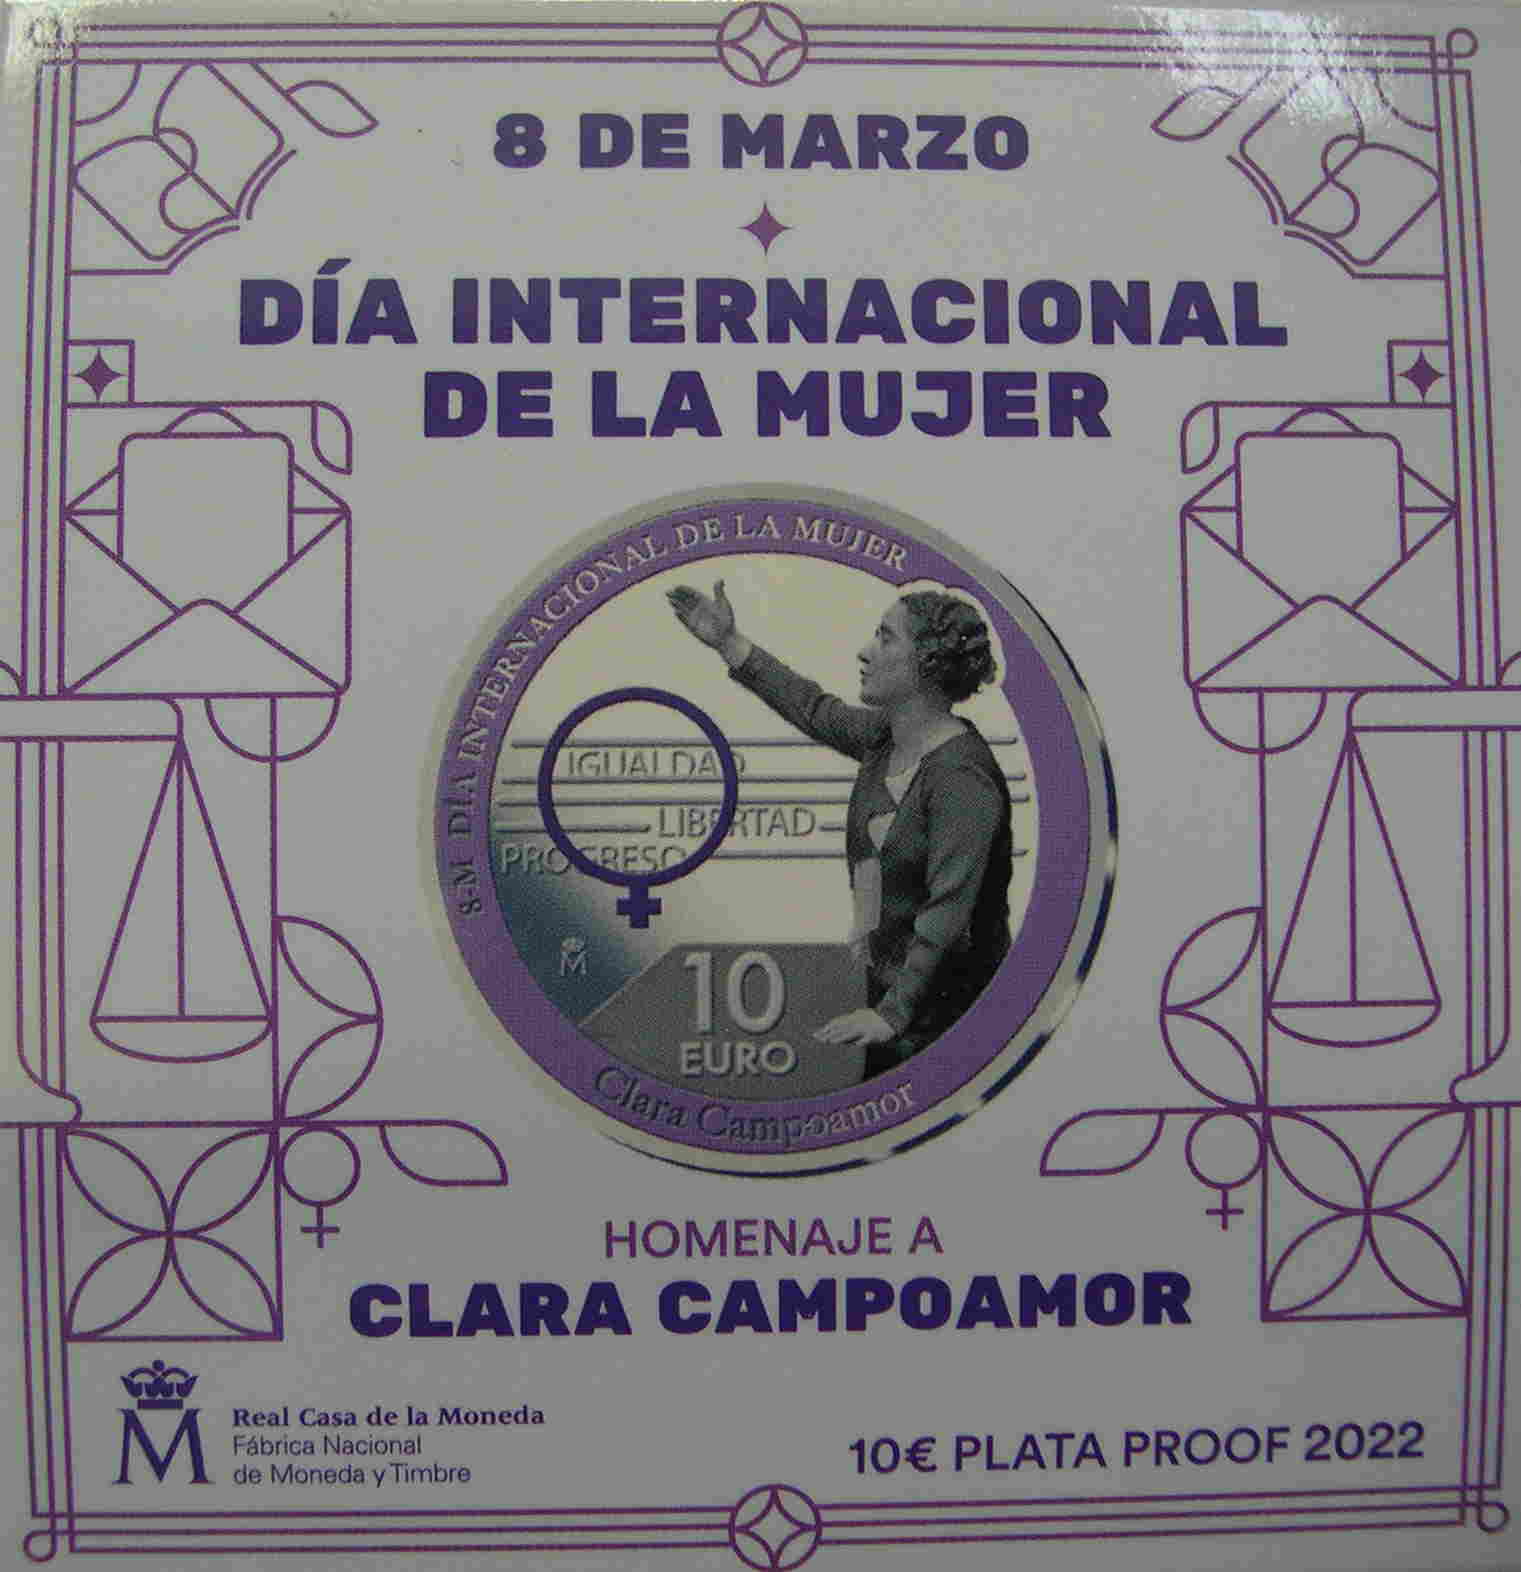 8 DE MARZO
DÍA INTERNACIONAL
DE LA MUJER
8-M DÍA INTERNACIONAL DE LA MUJER
IGUALDAD
LIBERTAD
PROGRESO
M
10
EURO
Clara Campoamor
HOMENAJE A
CLARA CAMPOAMOR
M
Real Casa de la Moneda
Fábrica Nacional
de Moneda y Timbre
10€ PLATA PROOF 2022